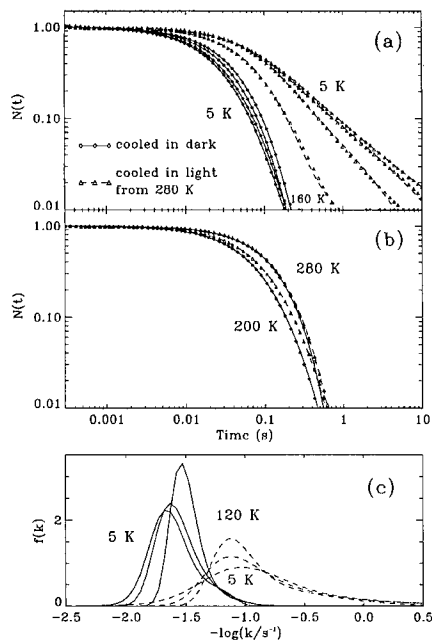 (a)
N(t)
1.0
0.10
0.01
5 K
5 K
cooled in dark
cooled in light
from 280 K
160 K
(b)
N(t)
1.00
0.10
0.01
280 K
200 K
0.001
0.01
0.1
1
10
Time (s)
(c)
f(k)
2
0
5 K
120 K
5 K
-2.5
-2.0
-1.5
-1.0
-0.5
0.0
0.5
-log(k/s⁻¹)